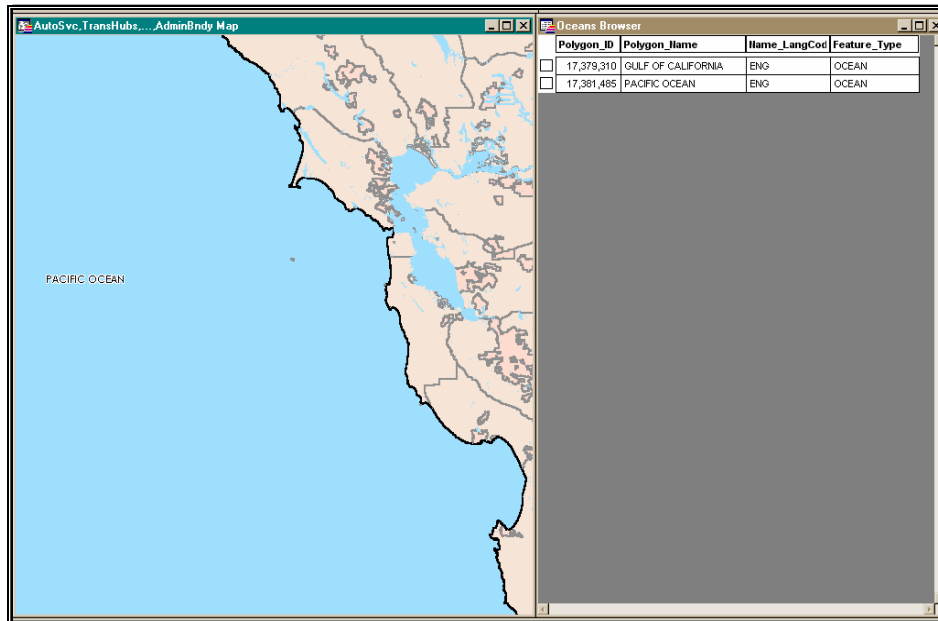 AutoSvc,TransHubs,...,AdminBndy Map
PACIFIC OCEAN
Oceans Browser
Polygon_ID Polygon_Name Name_LangCod Feature_Type
17,379,310 GULF OF CALIFORNIA ENG OCEAN
17,381,485 PACIFIC OCEAN ENG OCEAN